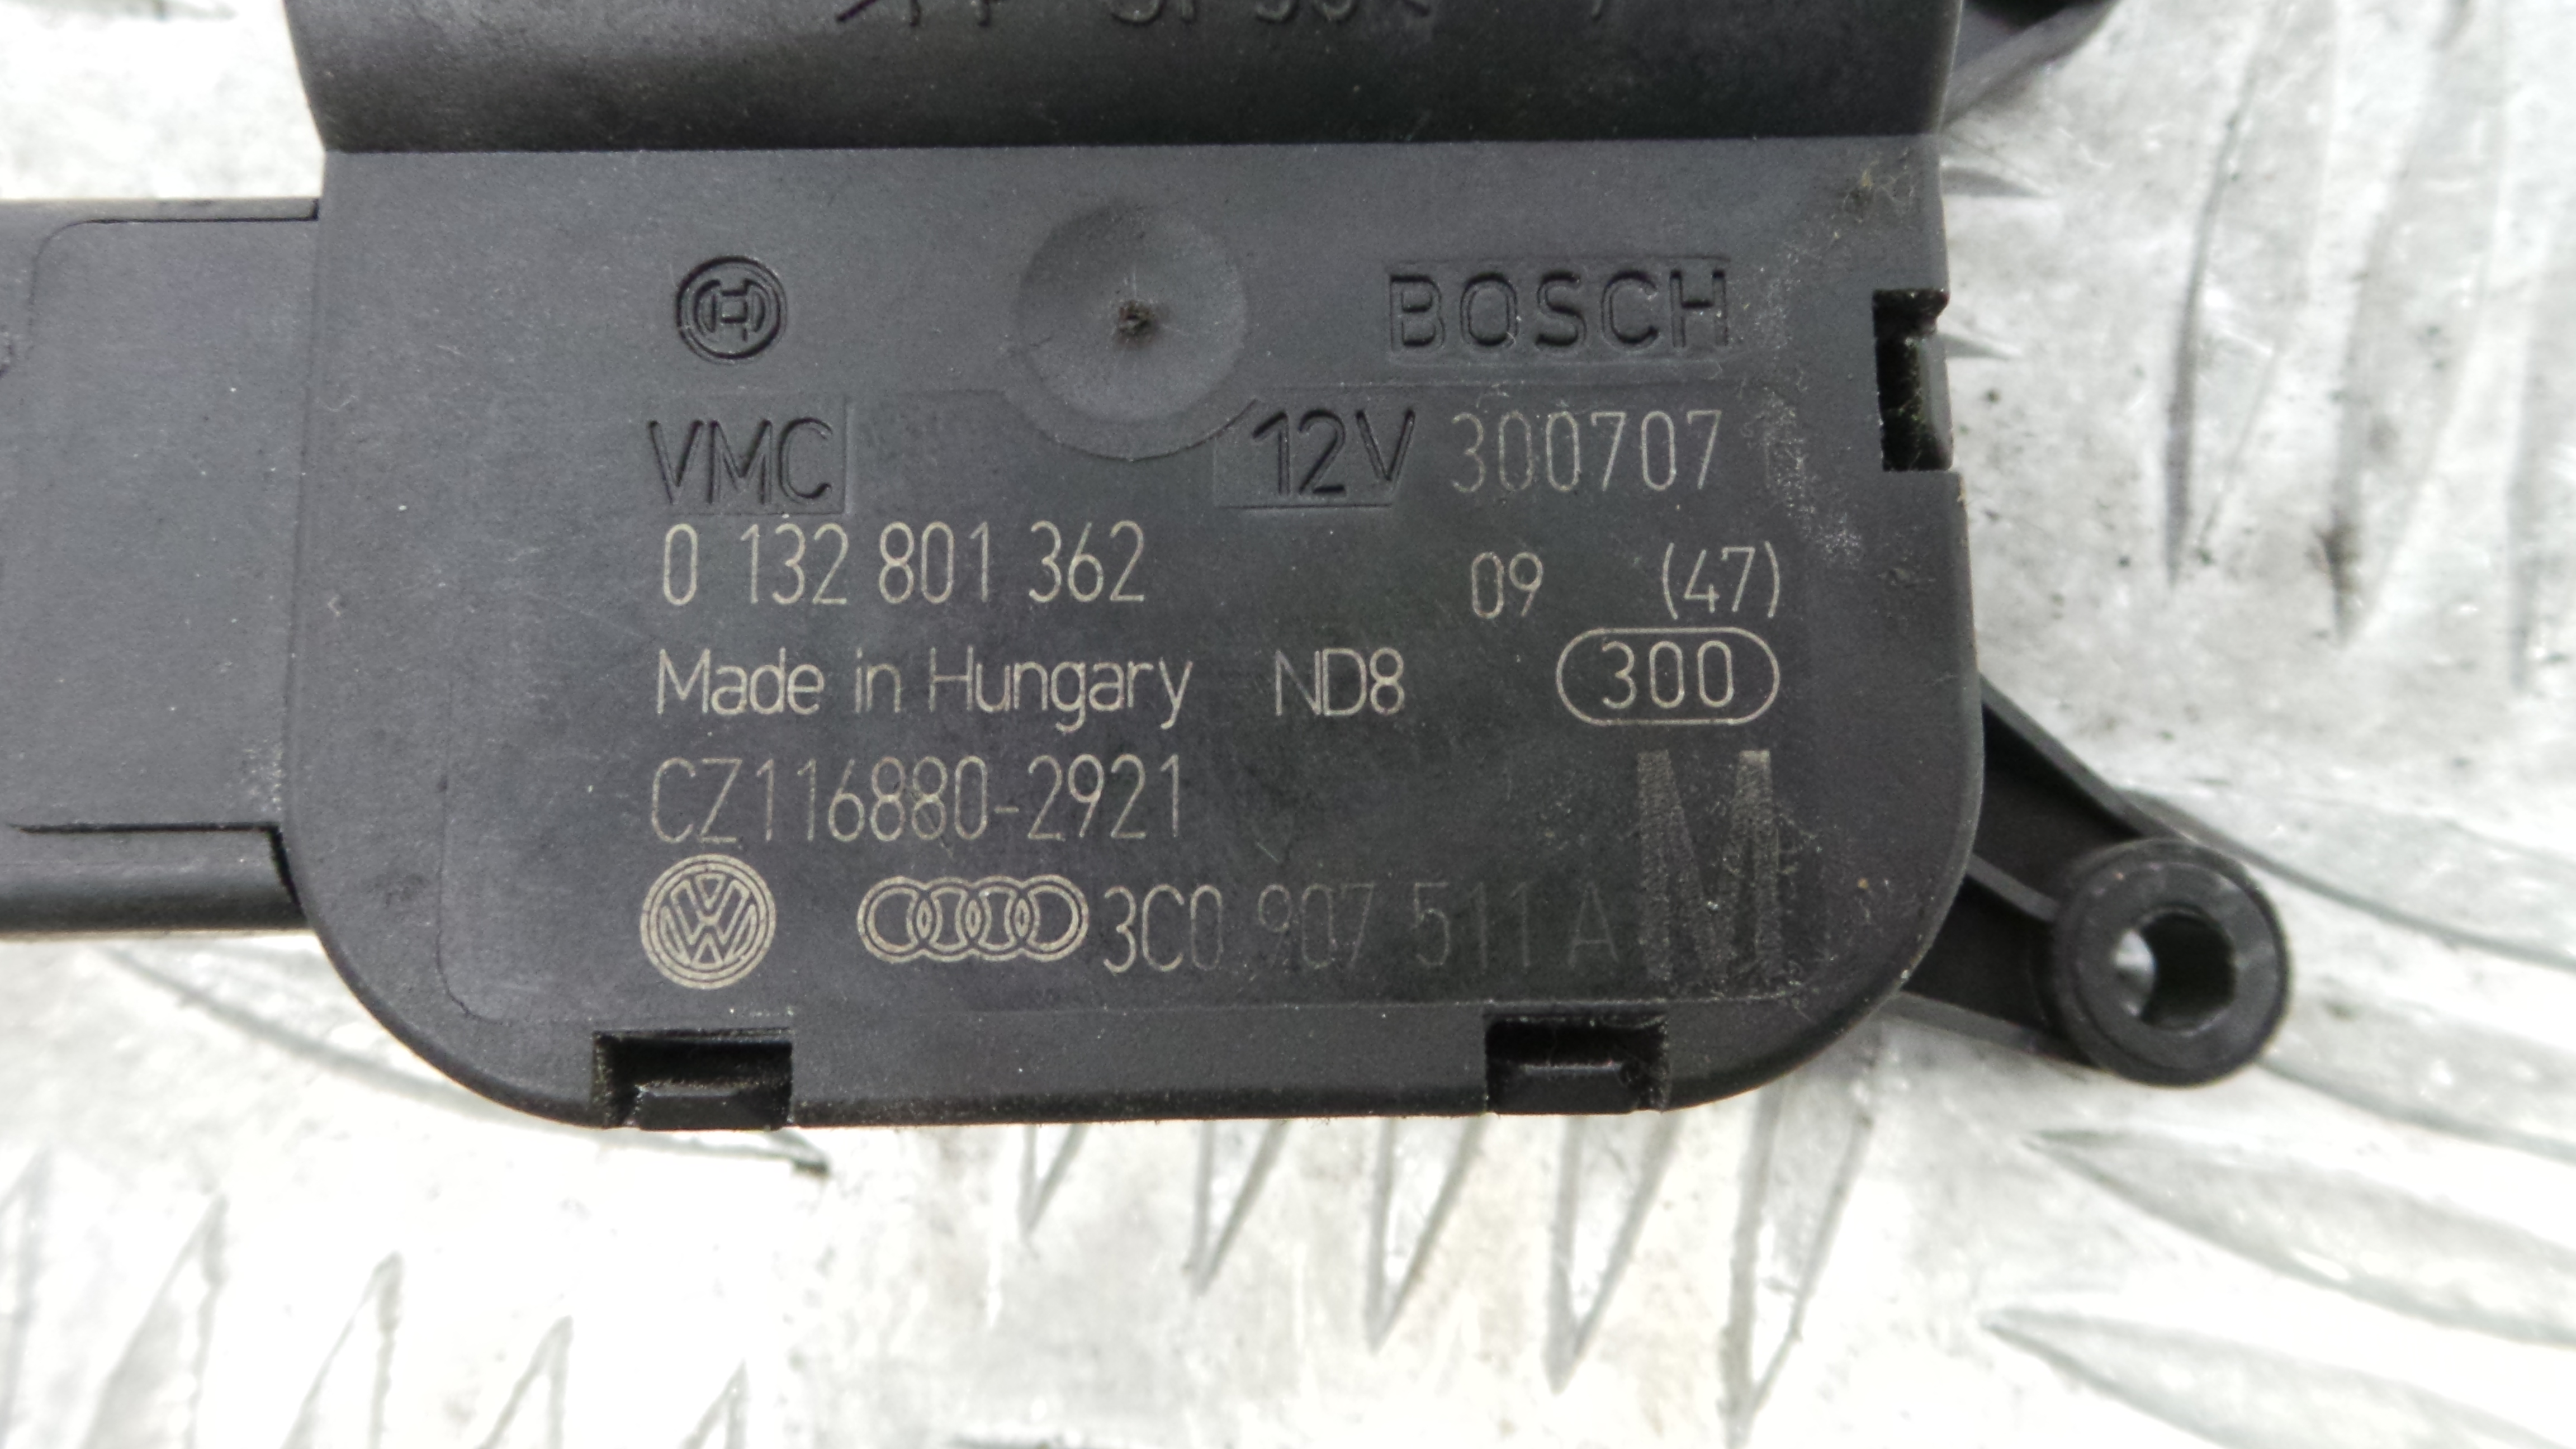 BOSCH
VMC 12V 300707
0 132 801 362 09 (47)
Made in Hungary ND8 300
CZ116880-2921
M
3C0 907 511 A